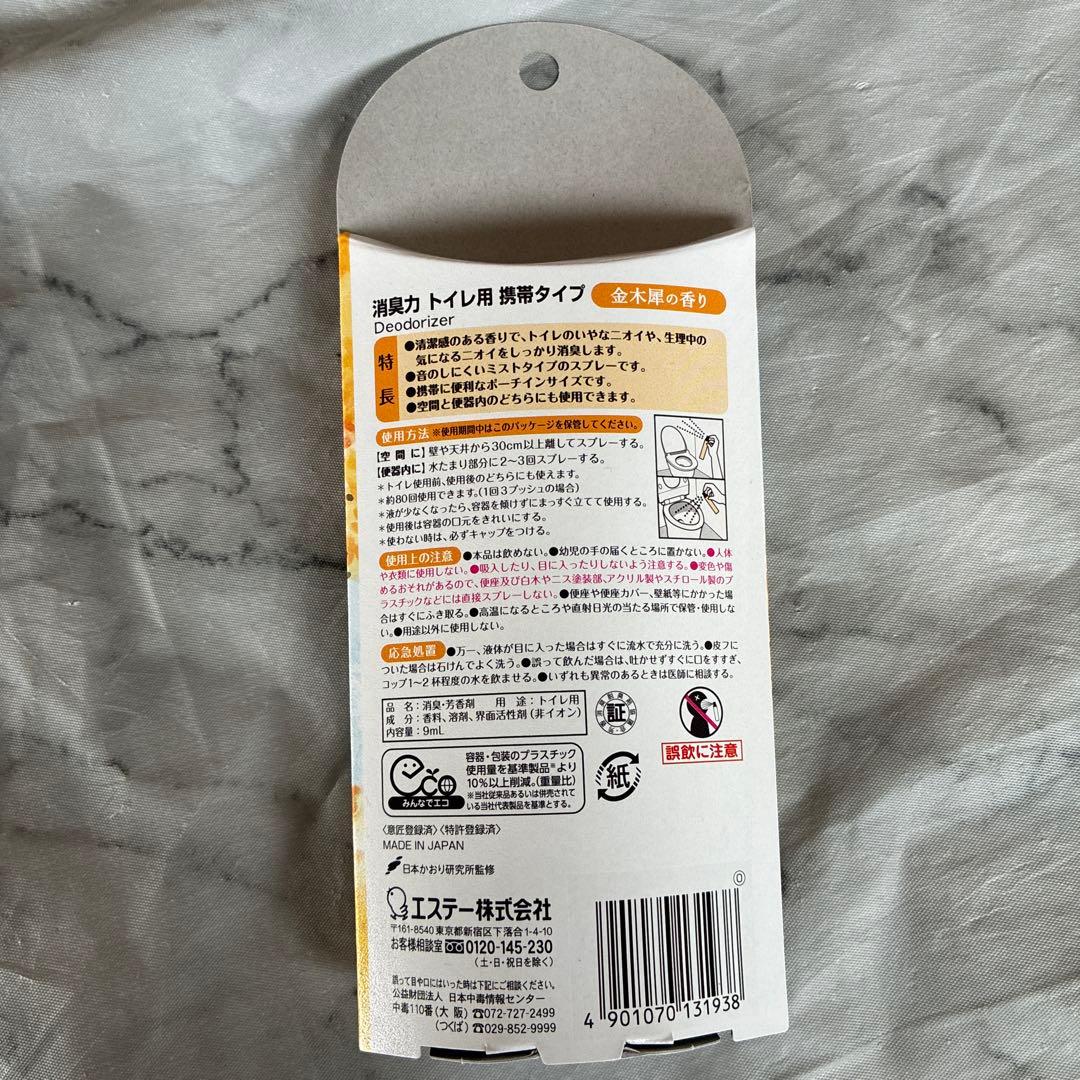 消臭力 トイレ用 携帯タイプ 金木犀の香り
Deodorizer
特長
●清潔感のある香りで、トイレのいやなニオイや、生理中の
気になるニオイをしっかり消臭します。
●音のしにくいミストタイプのスプレーです。
●携帯に便利なポーチインサイズです。
●空間と便器内のどちらにも使用できます。
使用方法 ※使用期間中はこのパッケージを保管してください。
【空間に】壁や天井から30cm以上離してスプレーする。
【便器内に】水たまり部分に2〜3回スプレーする。
＊トイレ使用前、使用後のどちらにも使えます。
＊約80回使用できます。(1回3プッシュの場合)
＊液が少なくなったら、容器を傾けずにまっすぐ立てて使用する。
＊使用後は容器の口元をきれいにする。
＊使わない時は、必ずキャップをつける。
使用上の注意 ●本品は飲めない。●幼児の手の届くところに置かない。●人体
や衣類に使用しない。●吸入したり、目に入ったりしないよう注意する。●変色や傷
めるおそれがあるので、便座及び白木やニス塗装部、アクリル製やスチロール製のプ
ラスチックなどには直接スプレーしない。●便座や便座カバー、壁紙等にかかった場
合はすぐにふき取る。●高温になるところや直射日光の当たる場所で保管・使用しな
い。●用途以外に使用しない。
応急処置 ●万一、液体が目に入った場合はすぐに流水で充分に洗う。●皮フに
ついた場合は石けんでよく洗う。●誤って飲んだ場合は、吐かせずすぐに口をすすぎ、
コップ1〜2杯程度の水を飲ませる。●いずれも異常のあるときは医師に相談する。
品 名：消臭・芳香剤 用 途：トイレ用
成 分：香料、溶剤、界面活性剤(非イオン)
内容量：9mL
証
誤飲に注意
eco
みんなでエコ
容器・包装のプラスチック
使用量を基準製品※より
10%以上削減。(重量比)
※当社従来品あるいは併売されて
いる当社代表製品を基準とする。
紙
〈意匠登録済〉〈特許登録済〉
MADE IN JAPAN
日本かおり研究所監修
エステー株式会社
〒161-8540 東京都新宿区下落合1-4-10
お客様相談室 0120-145-230
(土・日・祝日を除く)
誤って目や口にはいった時は下記にご相談ください。
公益財団法人 日本中毒情報センター
中毒110番(大 阪)☎072-727-2499
(つくば)☎029-852-9999
0
4 901070 131938